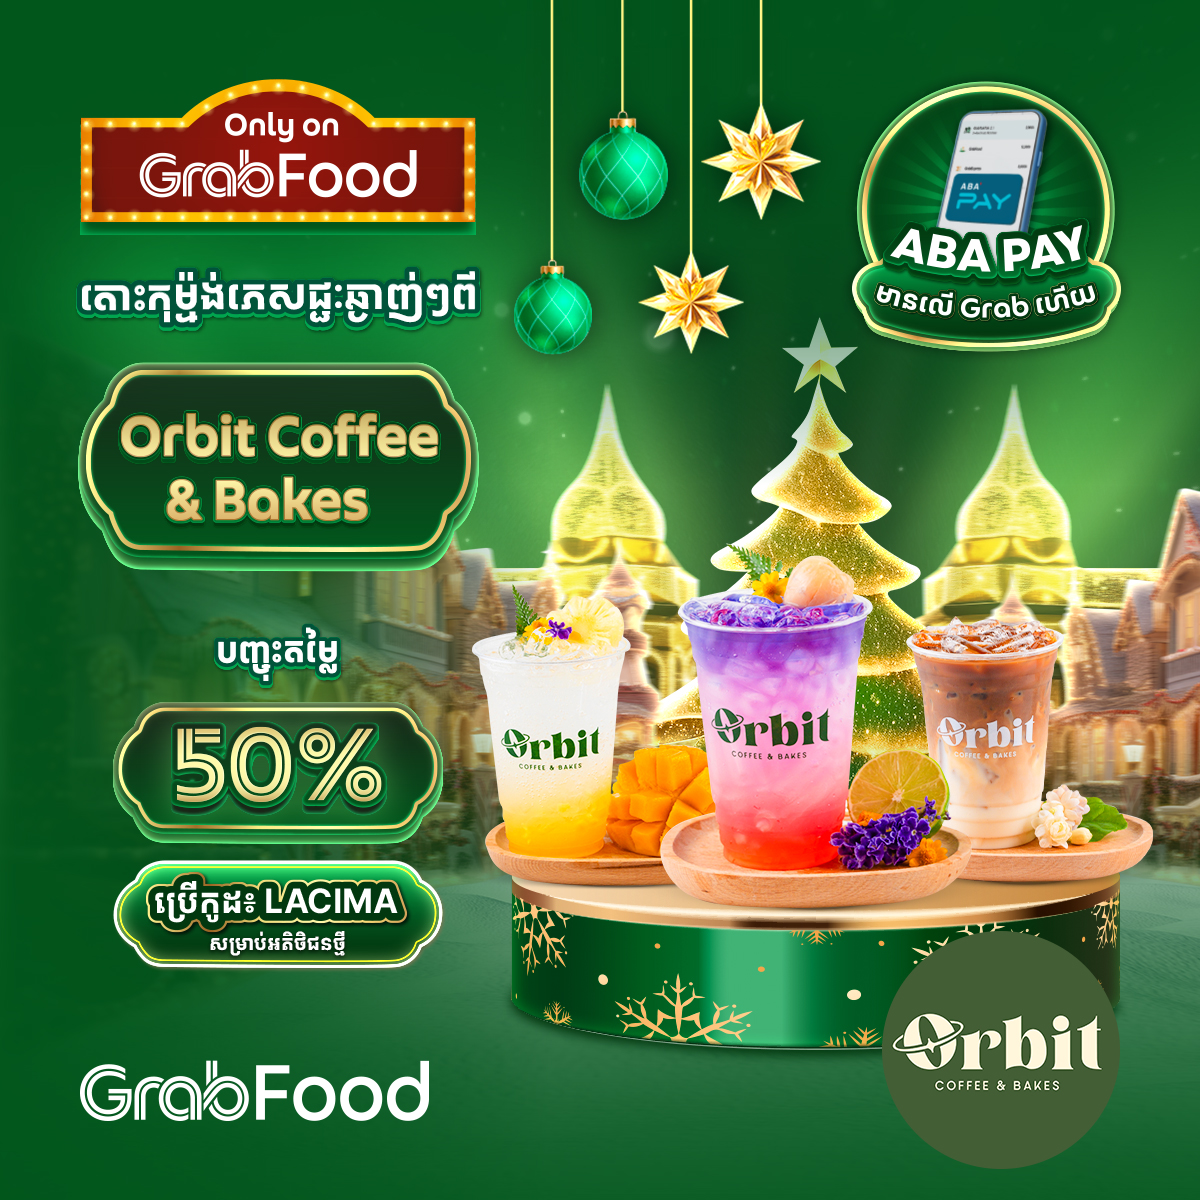 Only on
GrabFood
តោះកុម្ម៉ង់ភេសជ្ជៈឆ្ងាញ់ៗពី
Orbit Coffee
& Bakes
បញ្ចុះតម្លៃ
50%
ប្រើកូដ៖ LACIMA
សម្រាប់អតិថិជនថ្មី
GrabFood
ABA
PAY
ABA PAY
មានលើ Grab ហើយ
Orbit
COFFEE & BAKES
Orbit
COFFEE & BAKES
Orbit
COFFEE & BAKES
Orbit
COFFEE & BAKES